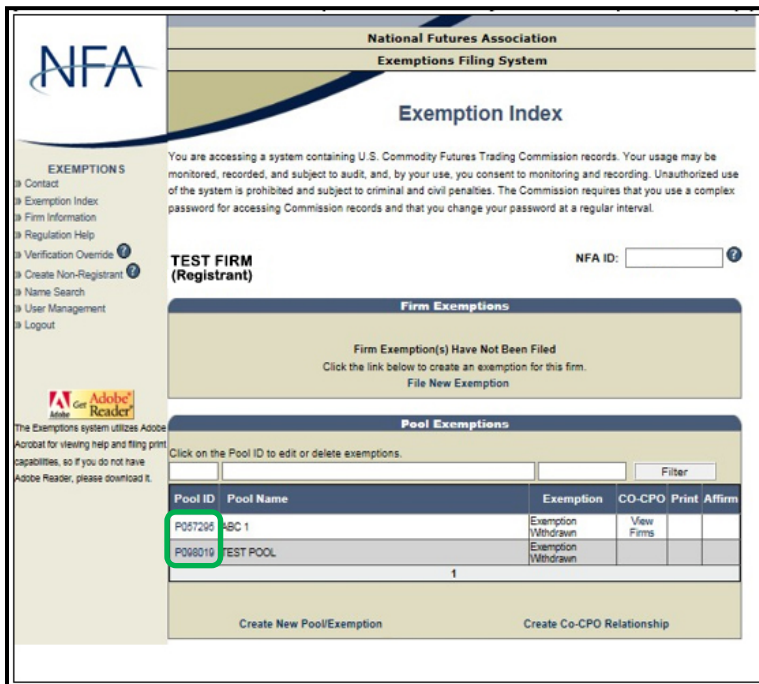 NFA
National Futures Association
Exemptions Filing System
Exemption Index
You are accessing a system containing U.S. Commodity Futures Trading Commission records. Your usage may be
monitored, recorded, and subject to audit, and, by your use, you consent to monitoring and recording. Unauthorized use
of the system is prohibited and subject to criminal and civil penalties. The Commission requires that you use a complex
password for accessing Commission records and that you change your password at a regular interval.
EXEMPTIONS
Contact
Exemption Index
Firm Information
Regulation Help
Verification Override ?
Create Non-Registrant ?
Name Search
User Management
Logout
Adobe
Get Adobe®
Reader®
The Exemptions system utilizes Adobe
Acrobat for viewing help and filing print
capabilities, so if you do not have
Adobe Reader, please download it.
TEST FIRM
(Registrant)
NFA ID: ?
Firm Exemptions
Firm Exemption(s) Have Not Been Filed
Click the link below to create an exemption for this firm.
File New Exemption
Pool Exemptions
Click on the Pool ID to edit or delete exemptions.
Filter
Pool ID Pool Name Exemption CO-CPO Print Affirm
P057295 ABC 1 Exemption Withdrawn View Firms
P098019 TEST POOL Exemption Withdrawn
1
Create New Pool/Exemption Create Co-CPO Relationship